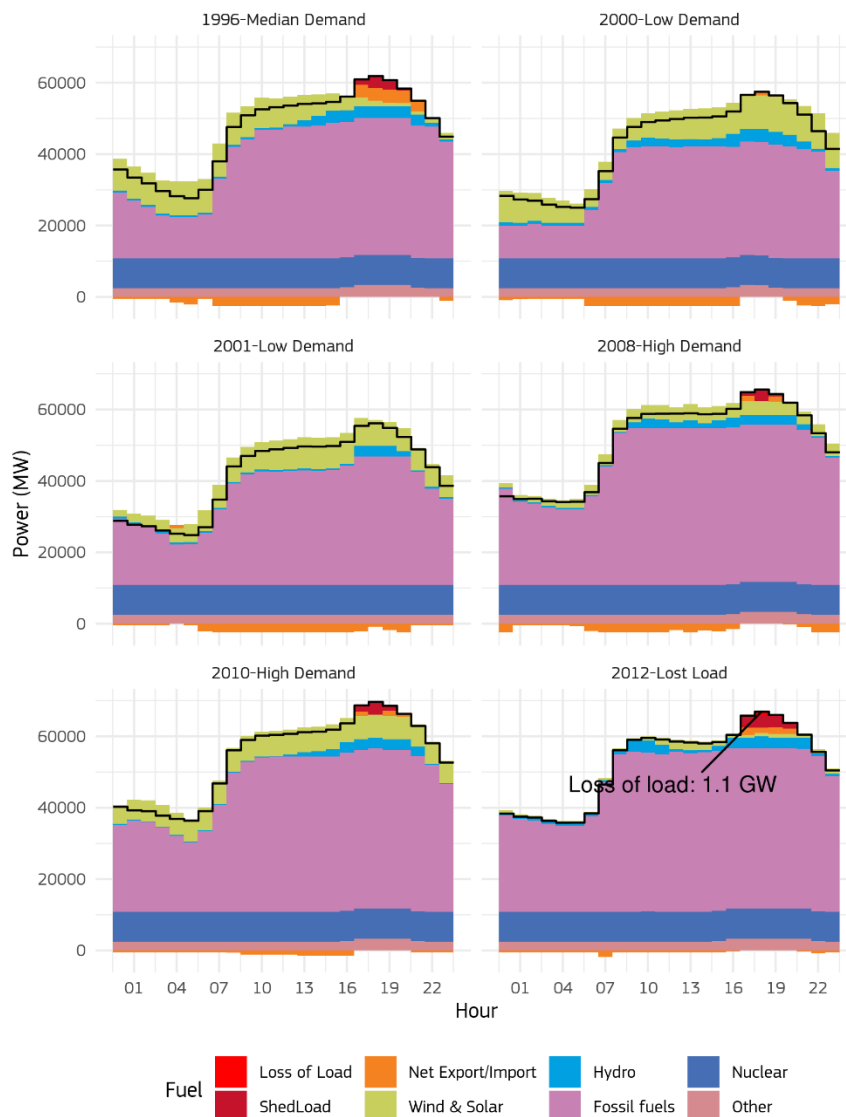 1996-Median Demand
2000-Low Demand
60000
40000
20000
0
2001-Low Demand
2008-High Demand
60000
40000
20000
0
Power (MW)
2010-High Demand
2012-Lost Load
60000
40000
20000
0
Loss of load: 1.1 GW
01 04 07 10 13 16 19 22
01 04 07 10 13 16 19 22
Hour
Fuel
Loss of Load
Net Export/Import
Hydro
Nuclear
ShedLoad
Wind & Solar
Fossil fuels
Other